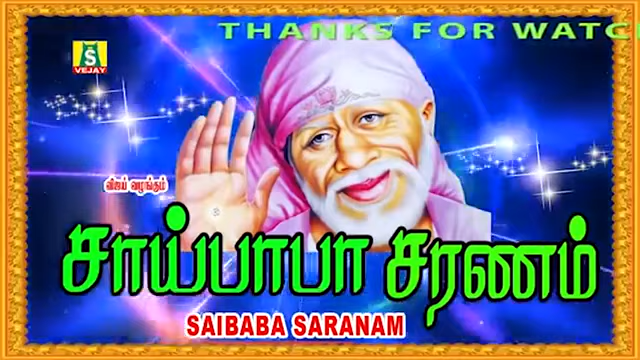 THANKS FOR WATC
VEJAY
விஜய் வழங்கும்
சாய்பாபா சரணம்
SAIBABA SARANAM